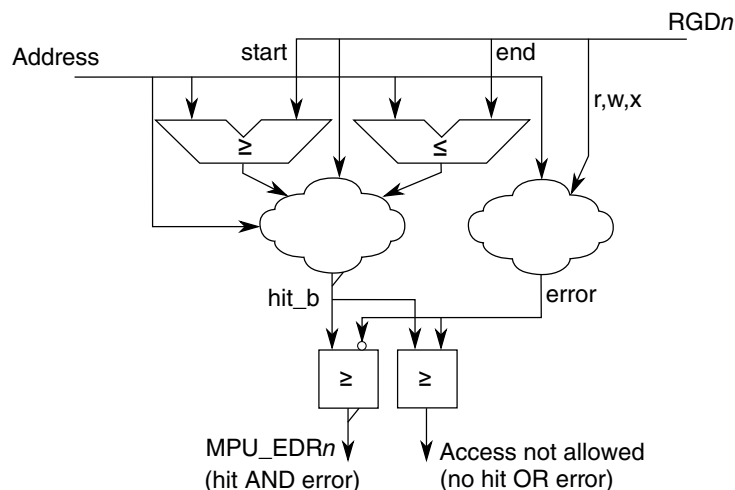 RGDn
Address
start
end
r,w,x
≥
≤
hit_b
error
≥
≥
MPU_EDRn
(hit AND error)
Access not allowed
(no hit OR error)